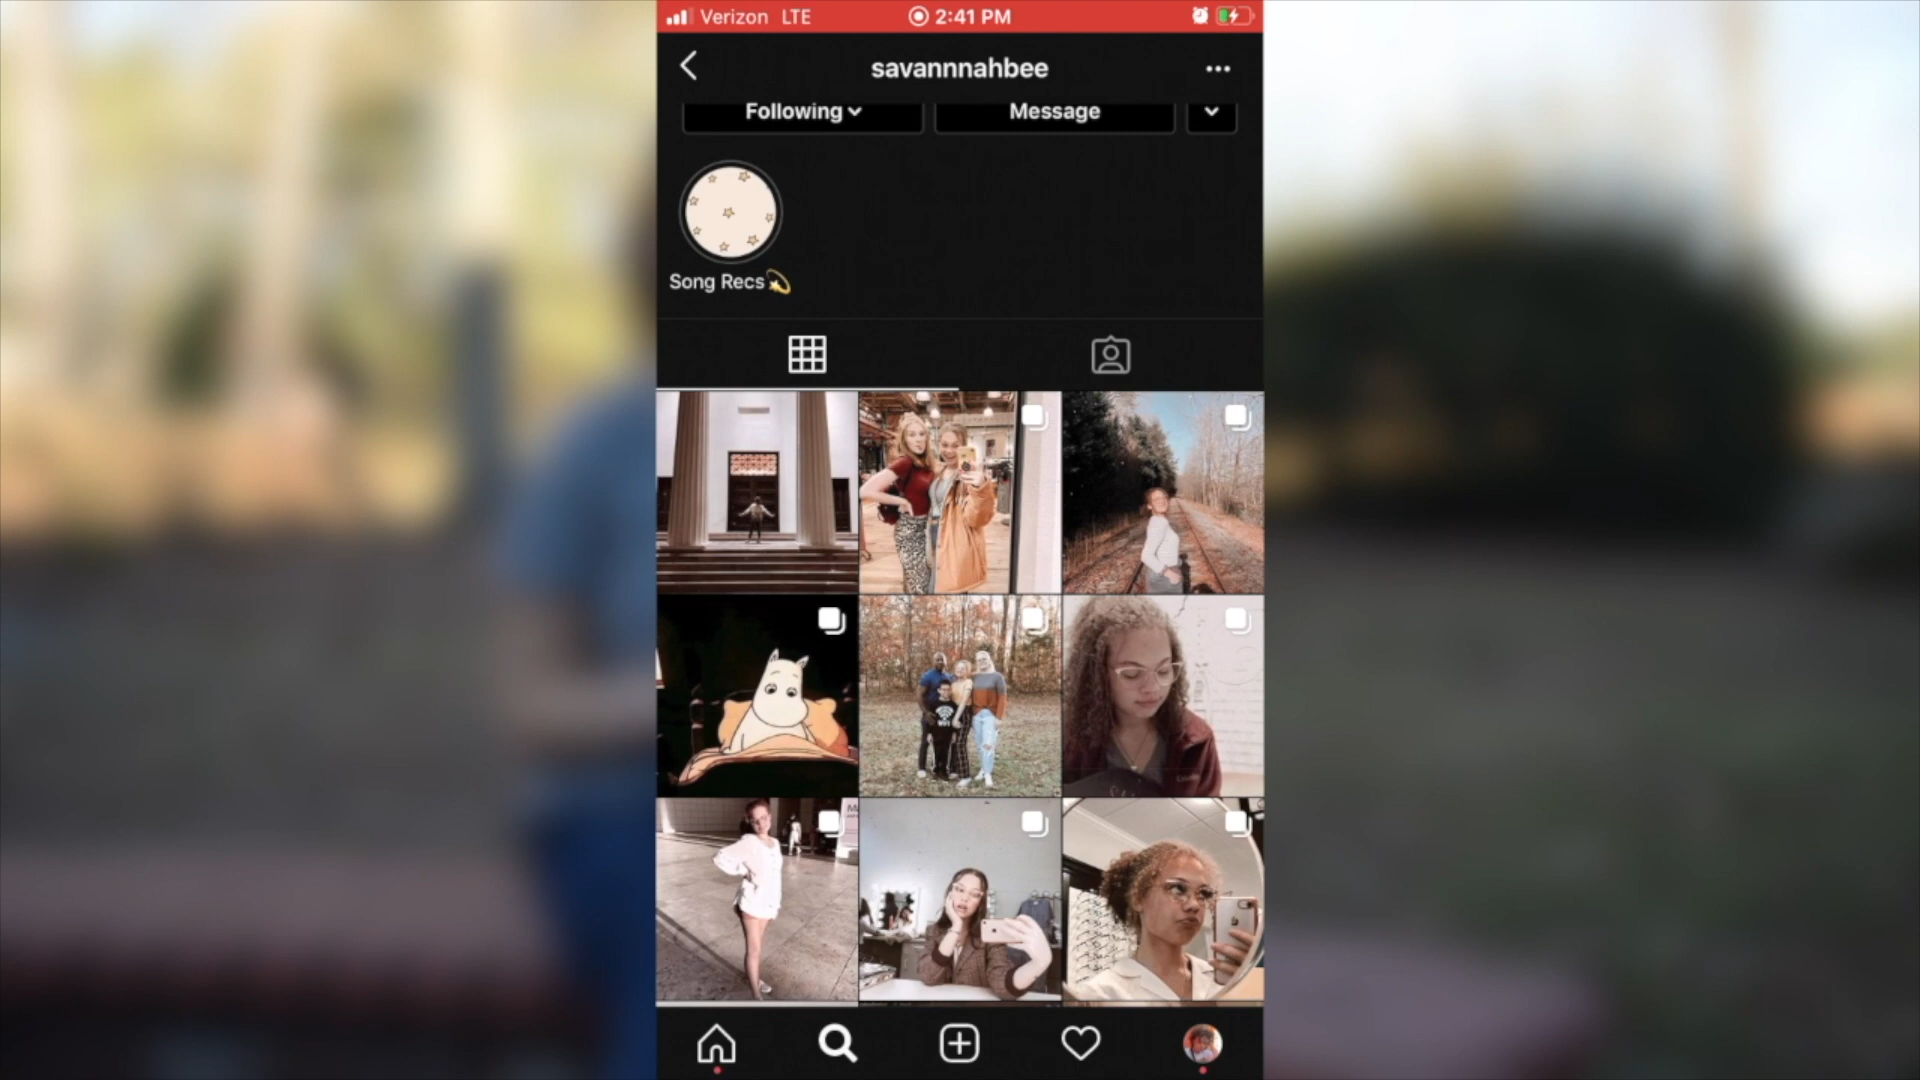 Verizon LTE 2:41 PM
savannnahbee
Following Message
Song Recs